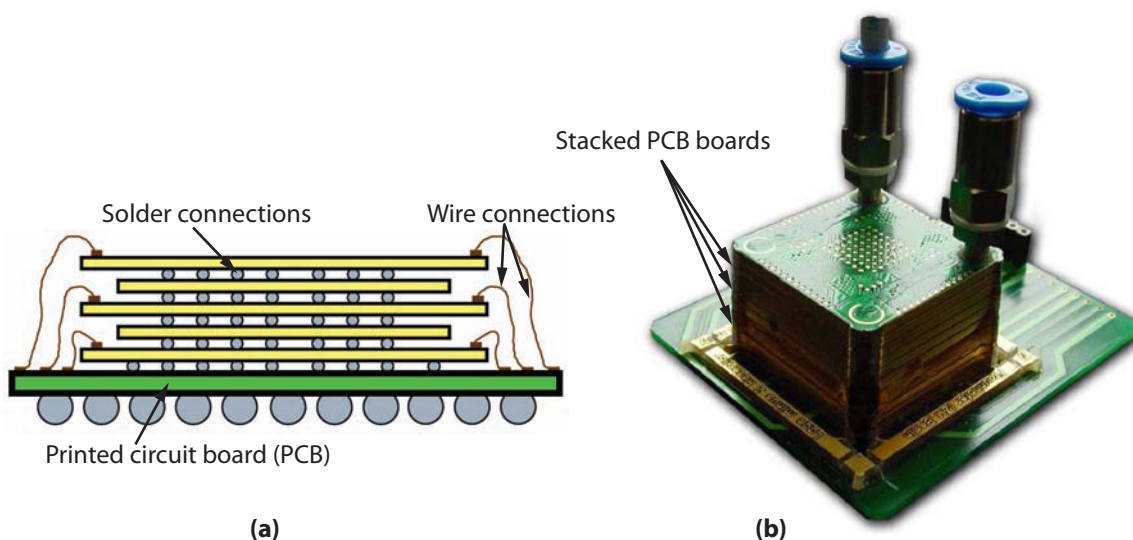 Stacked PCB boards
Solder connections
Wire connections
Printed circuit board (PCB)
(a)
(b)